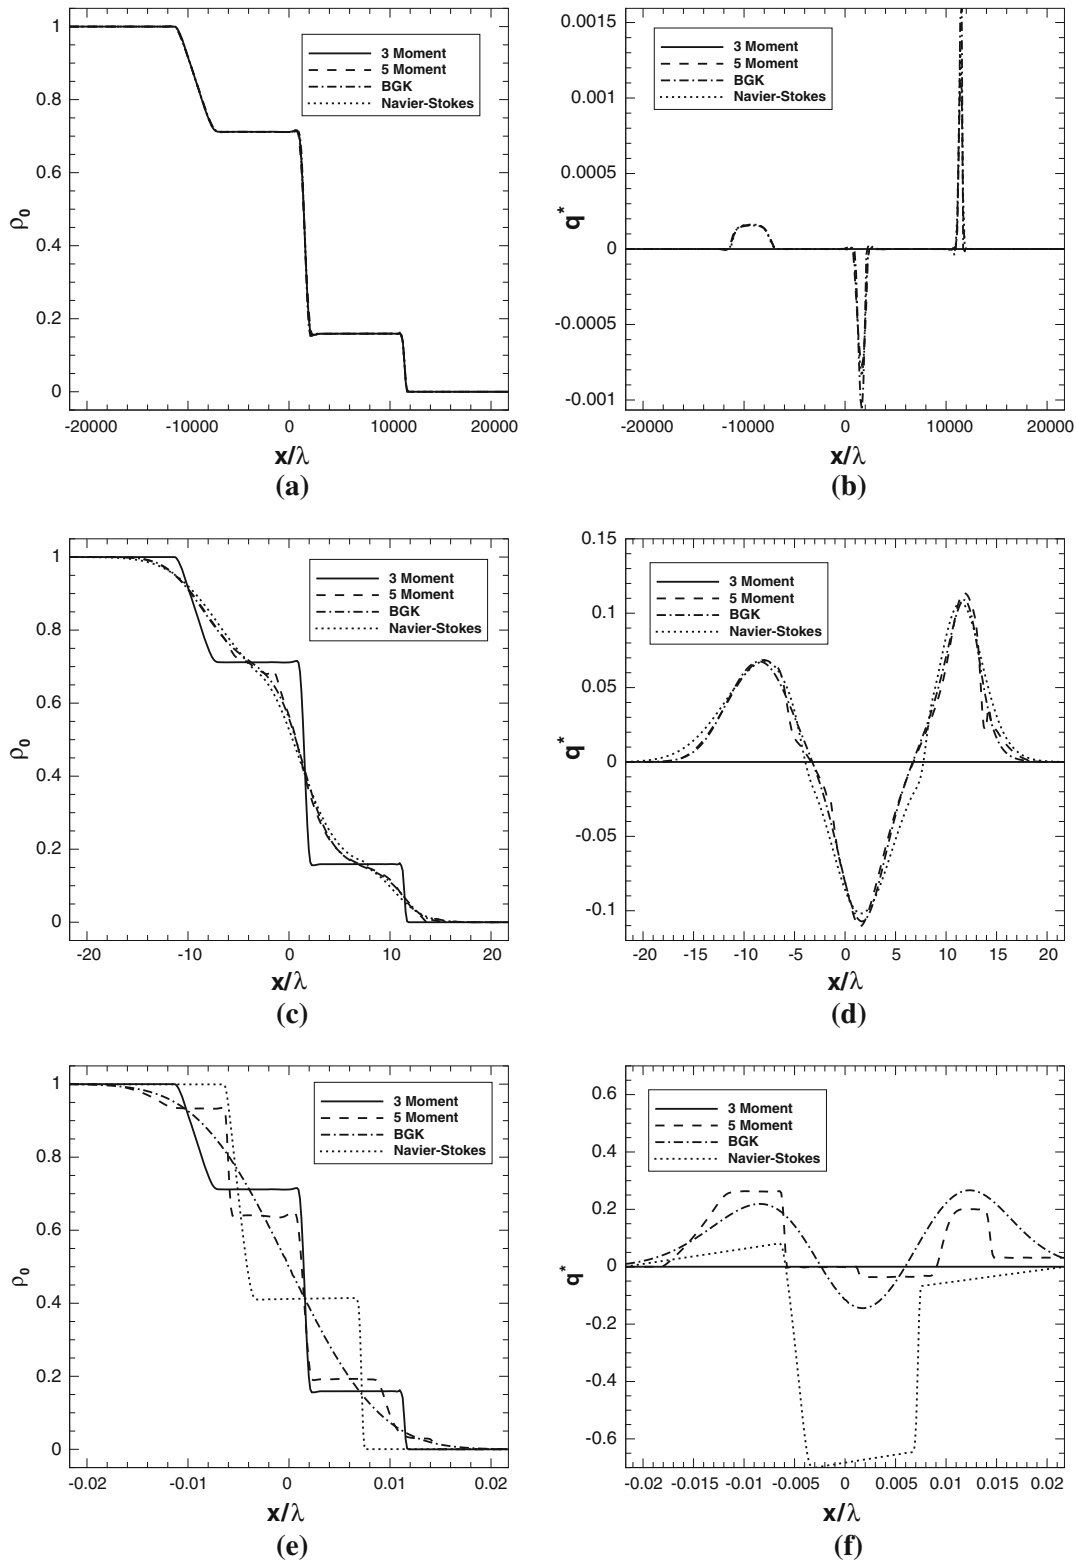 1
0.8
0.6
0.4
0.2
0
ρ0
3 Moment
5 Moment
BGK
Navier-Stokes
-20000 -10000 0 10000 20000
x/λ
(a)
0.0015
0.001
0.0005
0
-0.0005
-0.001
q*
3 Moment
5 Moment
BGK
Navier-Stokes
-20000 -10000 0 10000 20000
x/λ
(b)
1
0.8
0.6
0.4
0.2
0
ρ0
3 Moment
5 Moment
BGK
Navier-Stokes
-20 -10 0 10 20
x/λ
(c)
0.15
0.1
0.05
0
-0.05
-0.1
q*
3 Moment
5 Moment
BGK
Navier-Stokes
-20 -15 -10 -5 0 5 10 15 20
x/λ
(d)
1
0.8
0.6
0.4
0.2
0
ρ0
3 Moment
5 Moment
BGK
Navier-Stokes
-0.02 -0.01 0 0.01 0.02
x/λ
(e)
0.6
0.4
0.2
0
-0.2
-0.4
-0.6
q*
3 Moment
5 Moment
BGK
Navier-Stokes
-0.02 -0.015 -0.01 -0.005 0 0.005 0.01 0.015 0.02
x/λ
(f)